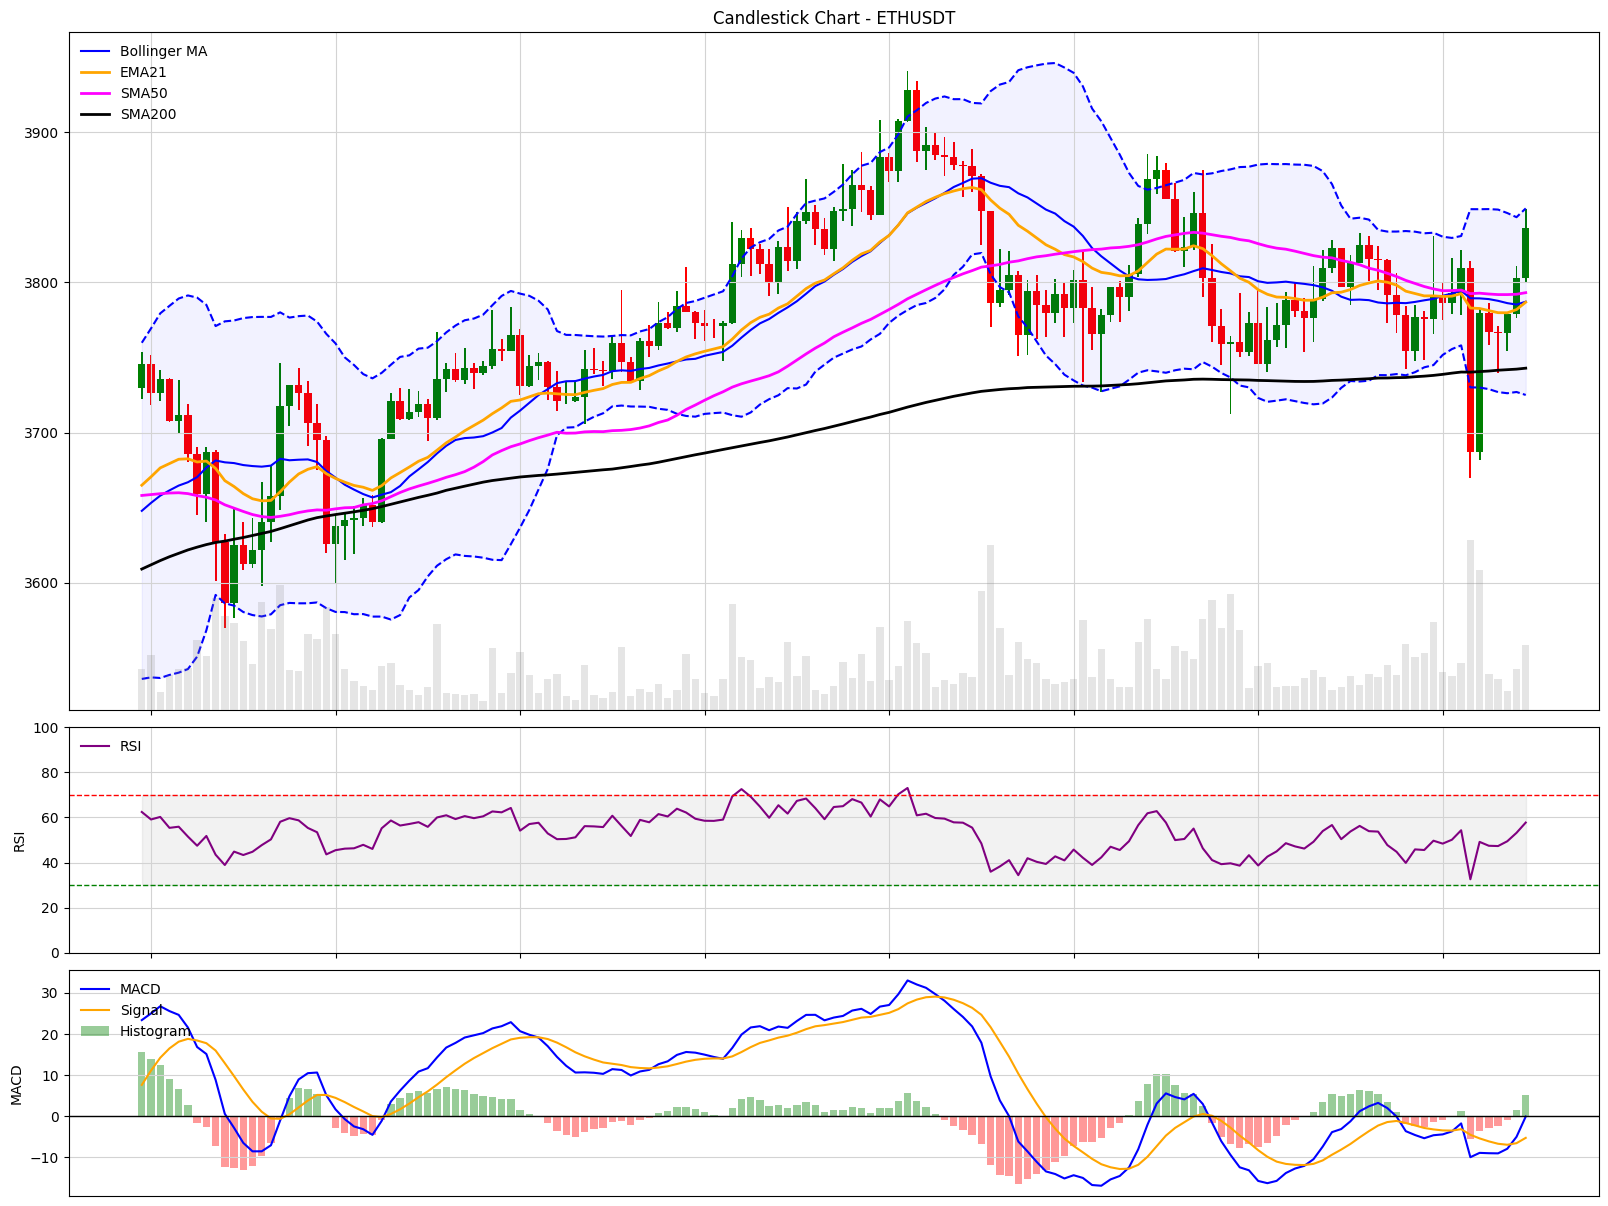 Candlestick Chart - ETHUSDT
Bollinger MA
EMA21
SMA50
SMA200
3900
3800
3700
3600
RSI
100
80
60
40
20
0
RSI
MACD
Signal
Histogram
30
20
10
0
−10
MACD